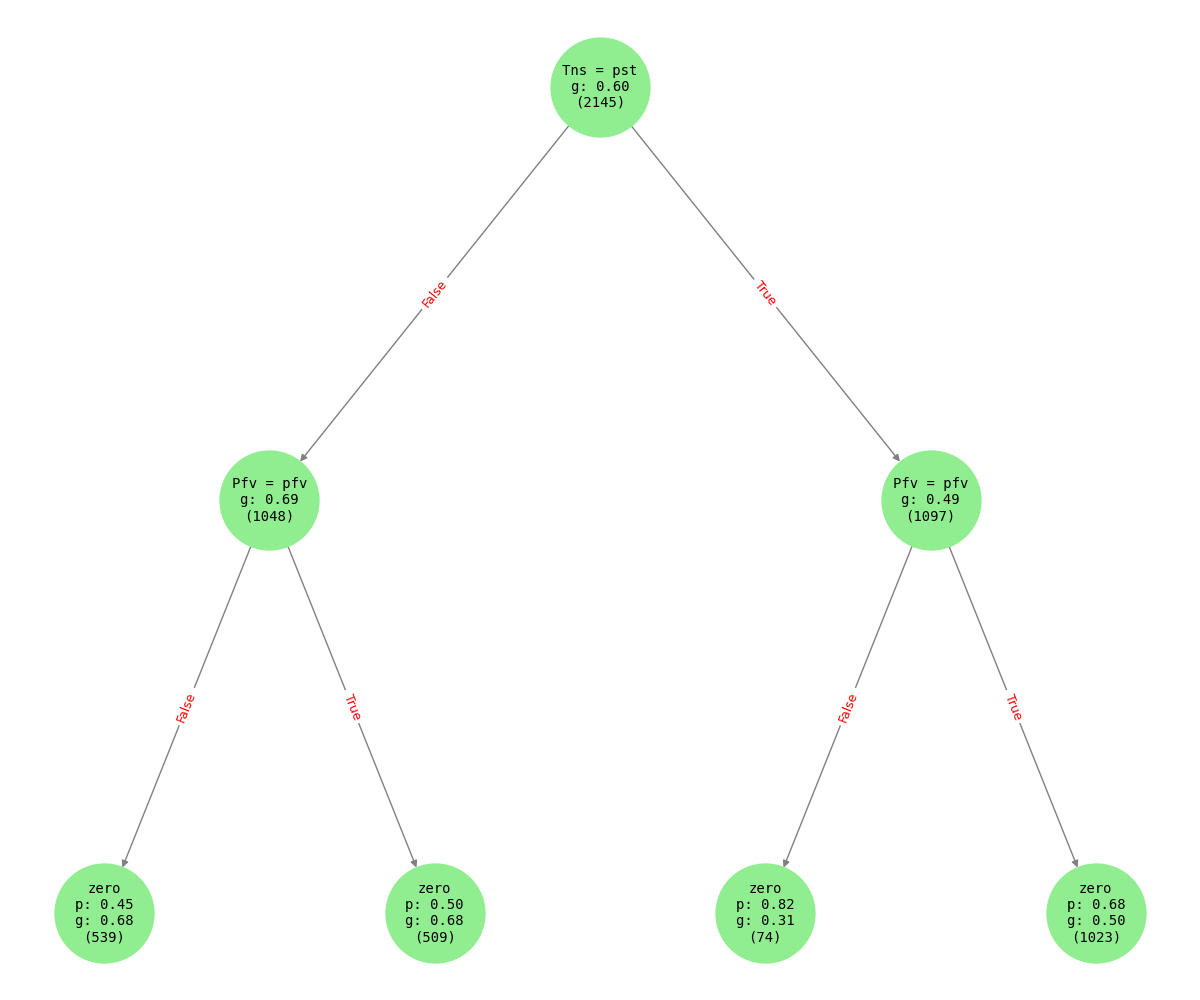 Tns = pst
g: 0.60
(2145)
False
True
Pfv = pfv
g: 0.69
(1048)
Pfv = pfv
g: 0.49
(1097)
False
True
False
True
zero
p: 0.45
g: 0.68
(539)
zero
p: 0.50
g: 0.68
(509)
zero
p: 0.82
g: 0.31
(74)
zero
p: 0.68
g: 0.50
(1023)